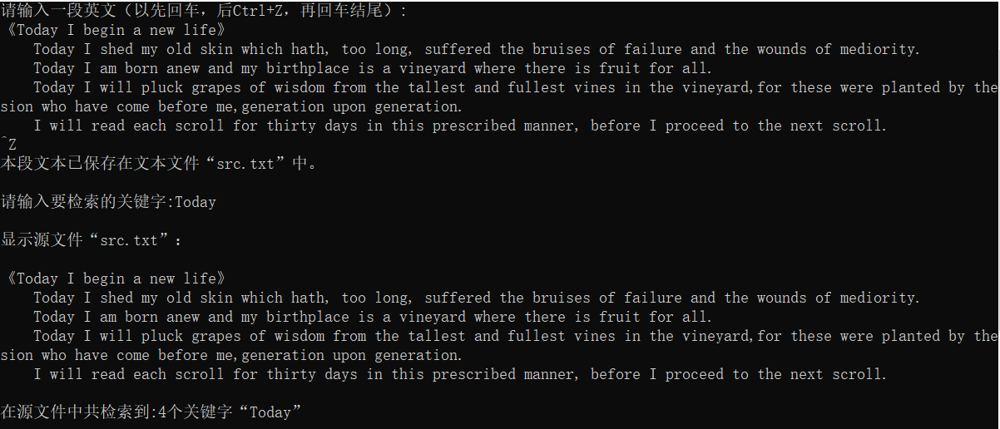 请输入一段英文（以先回车，后Ctrl+Z，再回车结尾）:
《Today I begin a new life》
Today I shed my old skin which hath, too long, suffered the bruises of failure and the wounds of mediority.
Today I am born anew and my birthplace is a vineyard where there is fruit for all.
Today I will pluck grapes of wisdom from the tallest and fullest vines in the vineyard,for these were planted by the
sion who have come before me,generation upon generation.
I will read each scroll for thirty days in this prescribed manner, before I proceed to the next scroll.
^Z
本段文本已保存在文本文件“src.txt”中。
请输入要检索的关键字:Today
显示源文件“src.txt”：
《Today I begin a new life》
Today I shed my old skin which hath, too long, suffered the bruises of failure and the wounds of mediority.
Today I am born anew and my birthplace is a vineyard where there is fruit for all.
Today I will pluck grapes of wisdom from the tallest and fullest vines in the vineyard,for these were planted by the
sion who have come before me,generation upon generation.
I will read each scroll for thirty days in this prescribed manner, before I proceed to the next scroll.
在源文件中共检索到:4个关键字“Today”